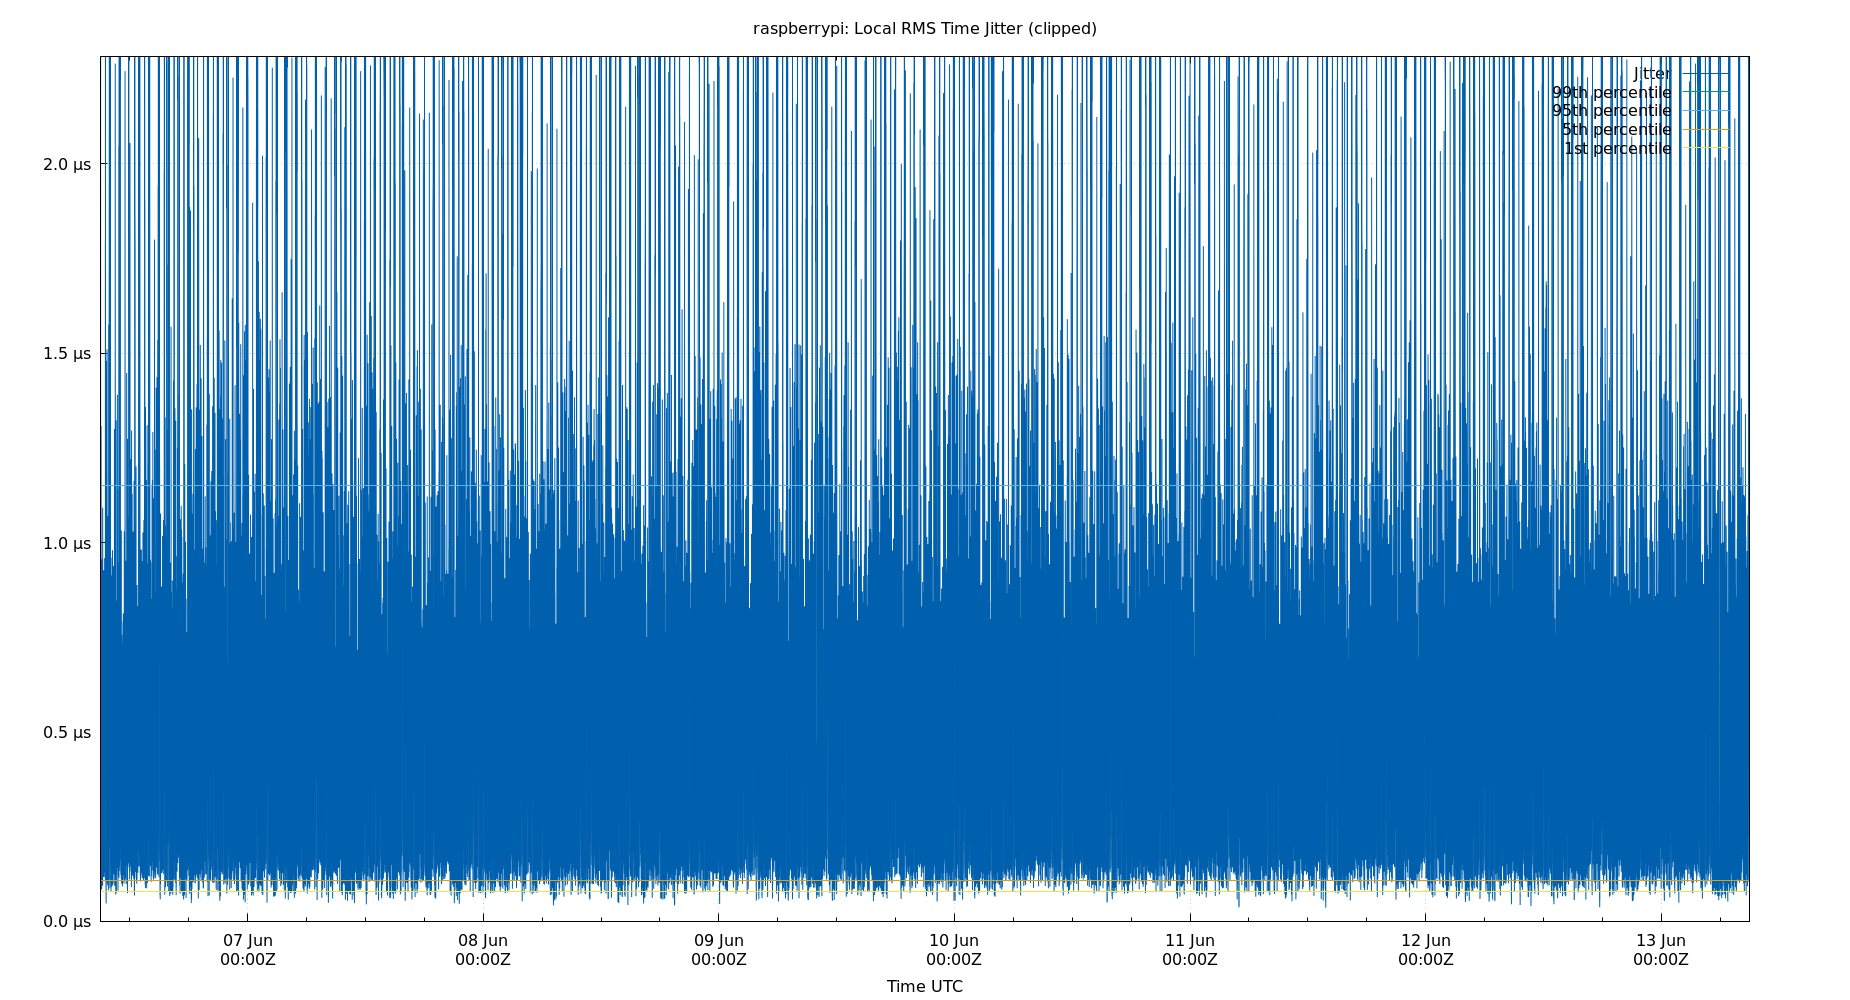 raspberrypi: Local RMS Time Jitter (clipped)
Jitter
99th percentile
95th percentile
5th percentile
1st percentile
2.0 µs
1.5 µs
1.0 µs
0.5 µs
0.0 µs
07 Jun 08 Jun 09 Jun 10 Jun 11 Jun 12 Jun 13 Jun
00:00Z 00:00Z 00:00Z 00:00Z 00:00Z 00:00Z 00:00Z
Time UTC